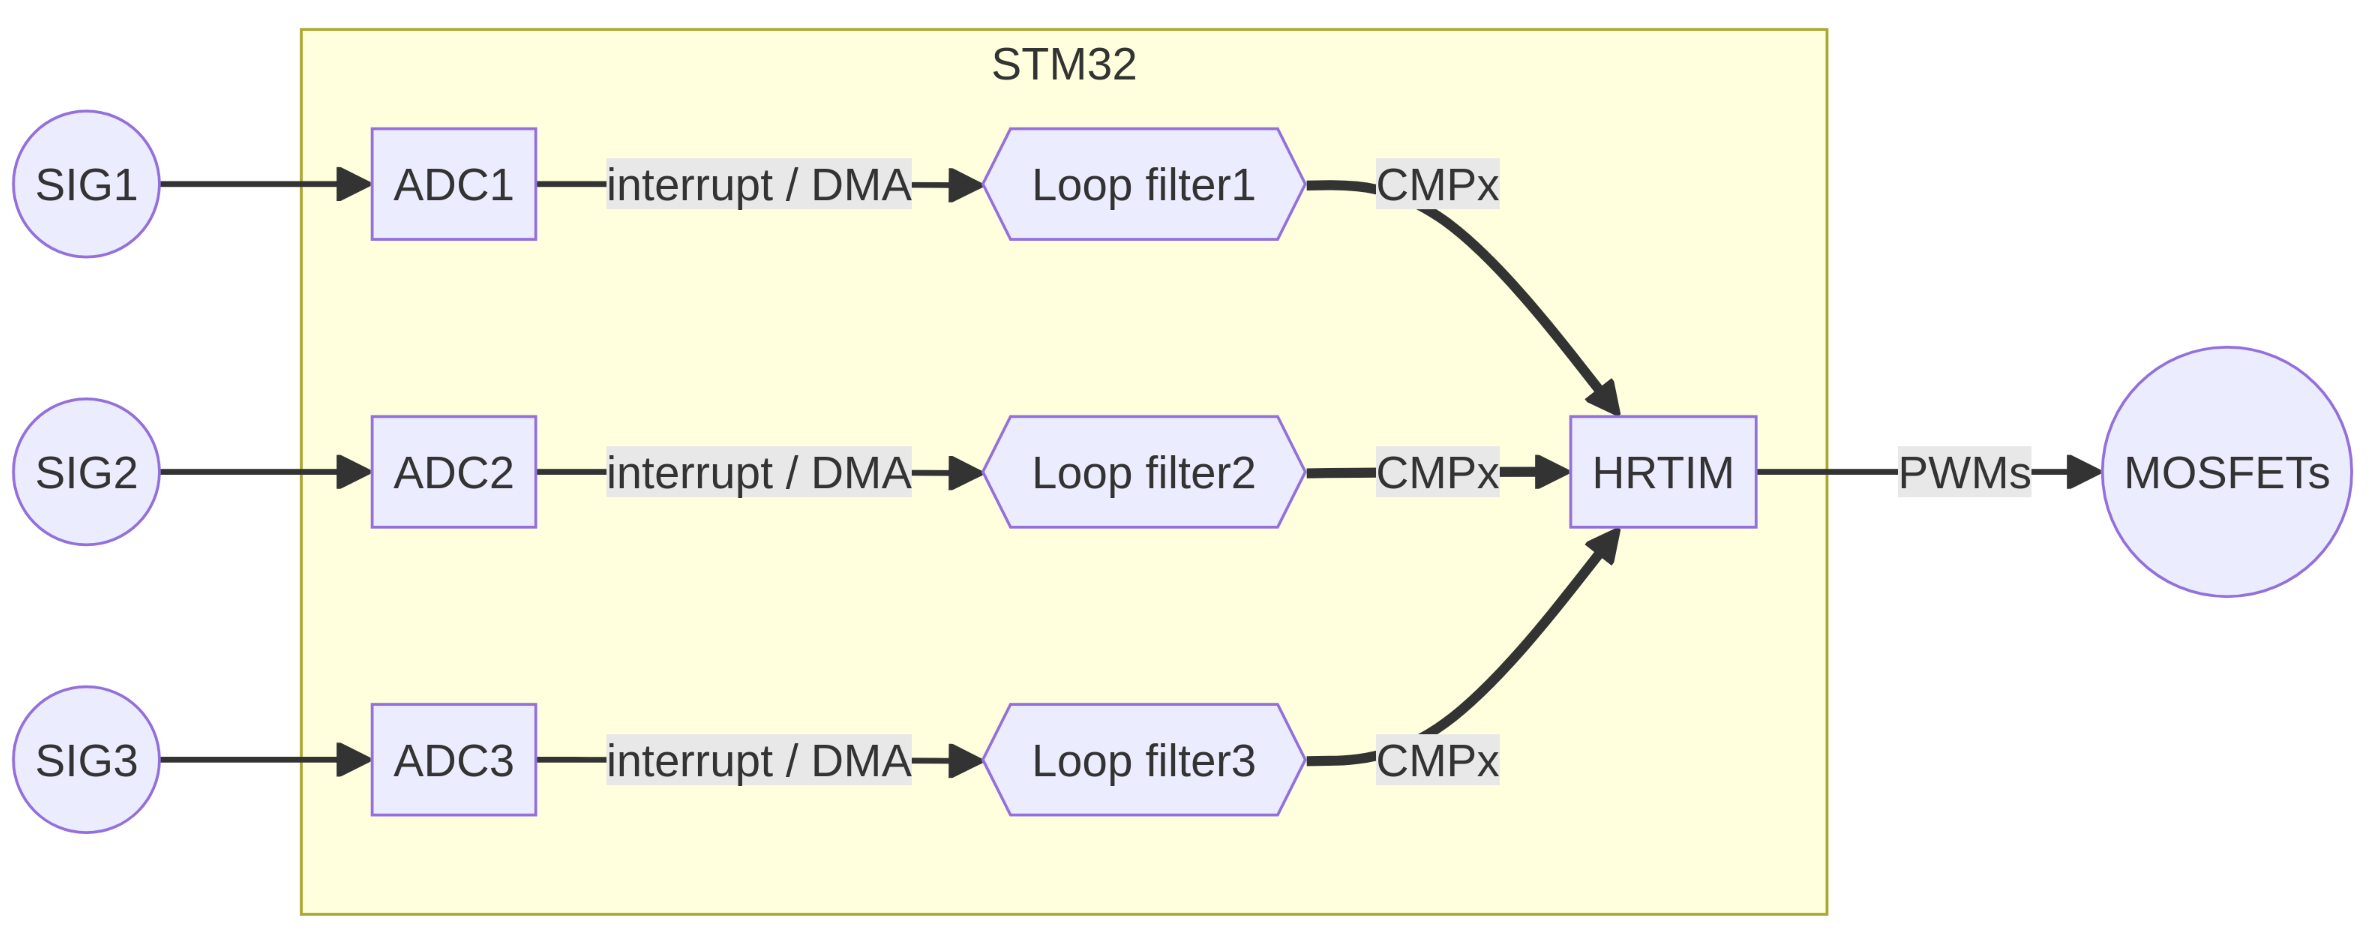 STM32
SIG1
ADC1
interrupt / DMA
Loop filter1
CMPx
SIG2
ADC2
interrupt / DMA
Loop filter2
CMPx
HRTIM
PWMs
MOSFETs
SIG3
ADC3
interrupt / DMA
Loop filter3
CMPx